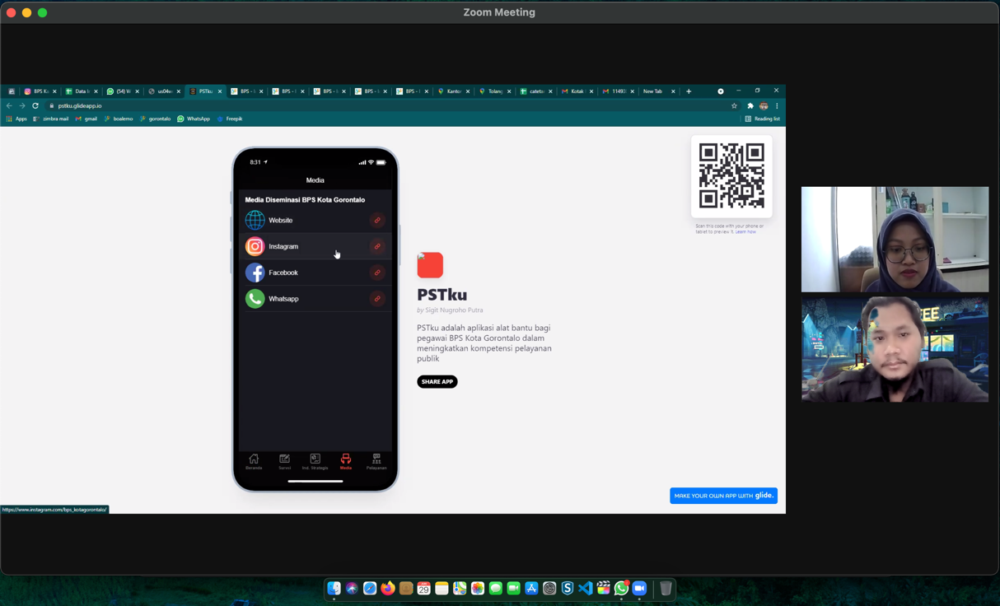 Zoom Meeting
BPS Ka
Data In
(54) W
us04w
PSTku
BPS -
BPS -
BPS -
BPS -
BPS -
Kantor
Tolang
catet
Kotak
11493
New Tab
pstku.glideapp.io
Apps
zimbra mail
gmail
boalemo
gorontalo
WhatsApp
Freepik
Reading list
8:31
Media
Media Diseminasi BPS Kota Gorontalo
Website
Instagram
Facebook
Whatsapp
Beranda
Survei
Ind. Strategis
Media
Pelayanan
Scan this code with your phone or
tablet to preview it. Learn how
PSTku
by Sigit Nugroho Putra
PSTku adalah aplikasi alat bantu bagi
pegawai BPS Kota Gorontalo dalam
meningkatkan kompetensi pelayanan
publik
SHARE APP
MAKE YOUR OWN APP WITH glide.
https://www.instagram.com/bps_kotagorontalo/
29